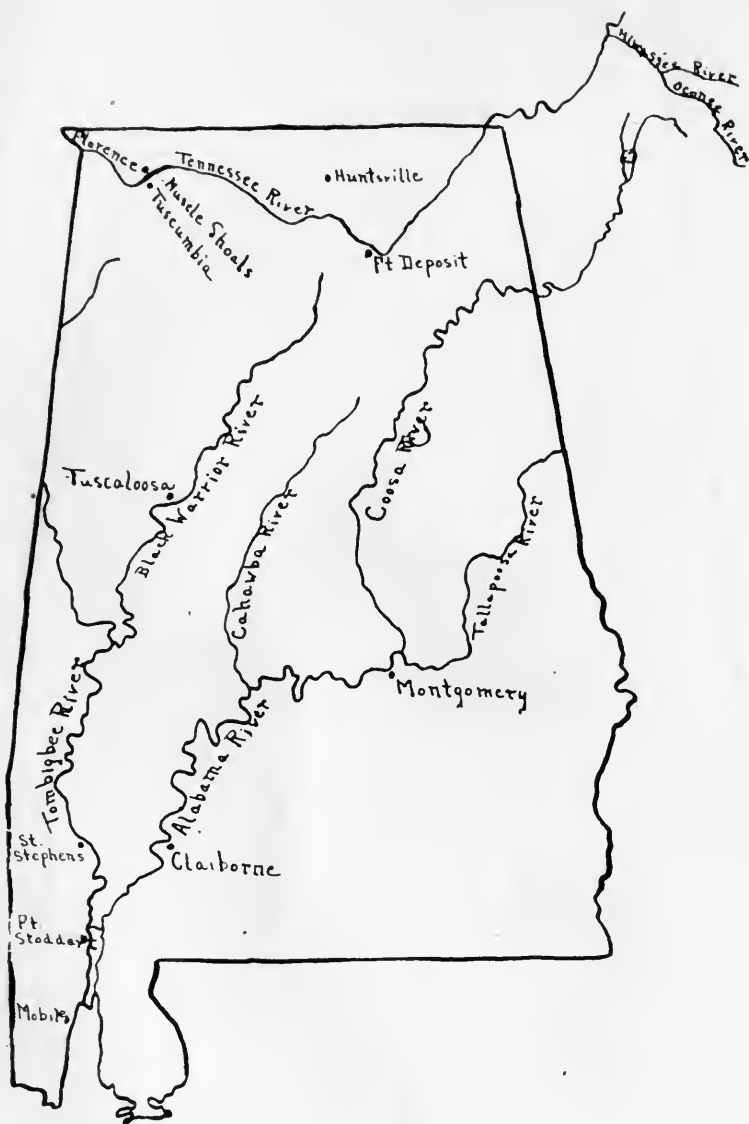 Hiwassee River
Oconee River
Florence
Tennessee River
Huntsville
Muscle Shoals
Tuscumbia
Ft Deposit
Tuscaloosa
Black Warrior River
Cahawba River
Coosa River
Tallapoosa River
Montgomery
Tombigbee River
Alabama River
St.
Stephens
Claiborne
Ft.
Stoddart
Mobile